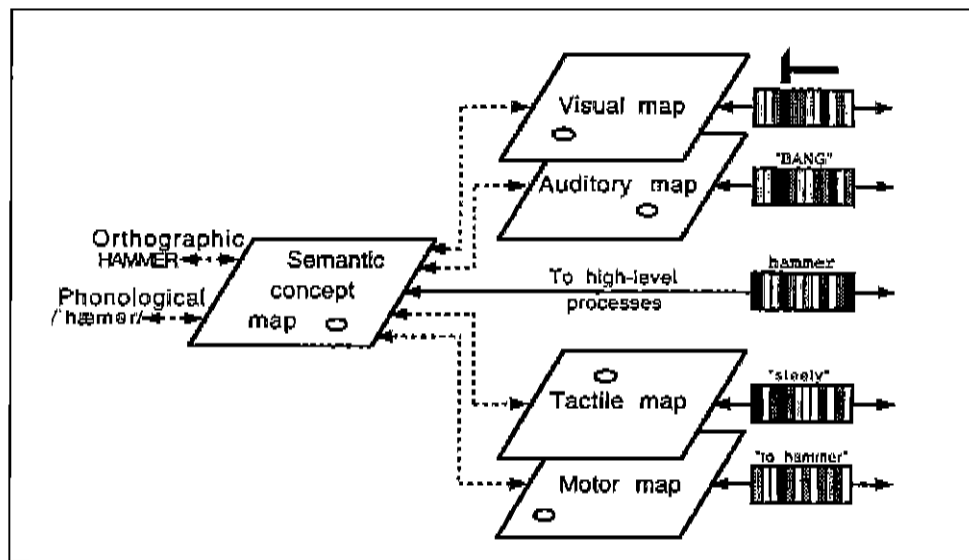 Visual map
"BANG"
Auditory map
Orthographic
HAMMER
Semantic
concept
map
hammer
To high-level
processes
Phonological
/ˈhæmər/
"steely"
Tactile map
"To hammer"
Motor map